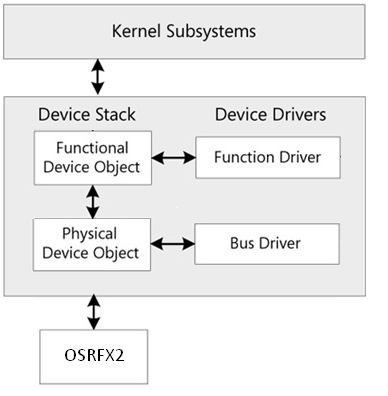 Kernel Subsystems
Device Stack
Device Drivers
Functional
Device Object
Function Driver
Physical
Device Object
Bus Driver
OSRFX2